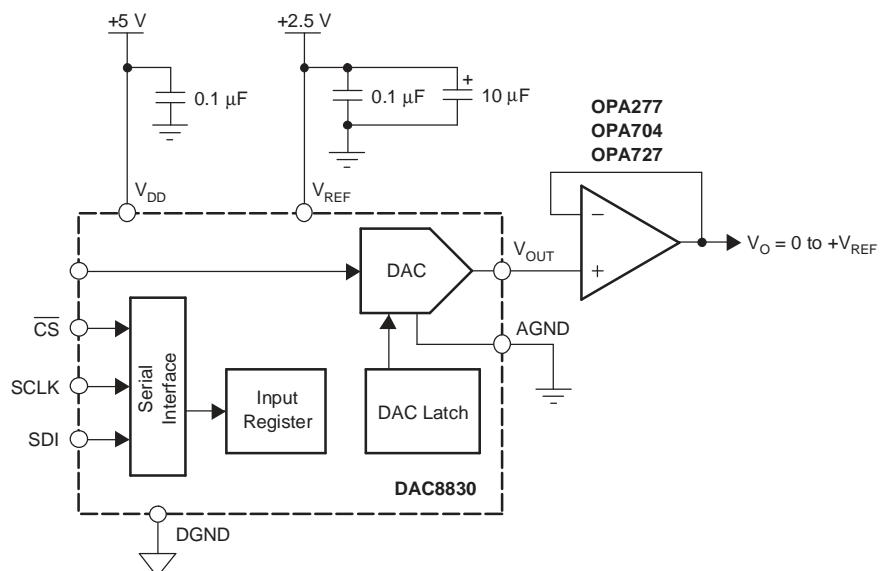 +5 V
+2.5 V
0.1 μF
0.1 μF
+
10 μF
OPA277
OPA704
OPA727
V_DD
V_REF
−
+
V_O = 0 to +V_REF
DAC
V_OUT
AGND
CS
SCLK
SDI
Serial
Interface
Input
Register
DAC Latch
DAC8830
DGND